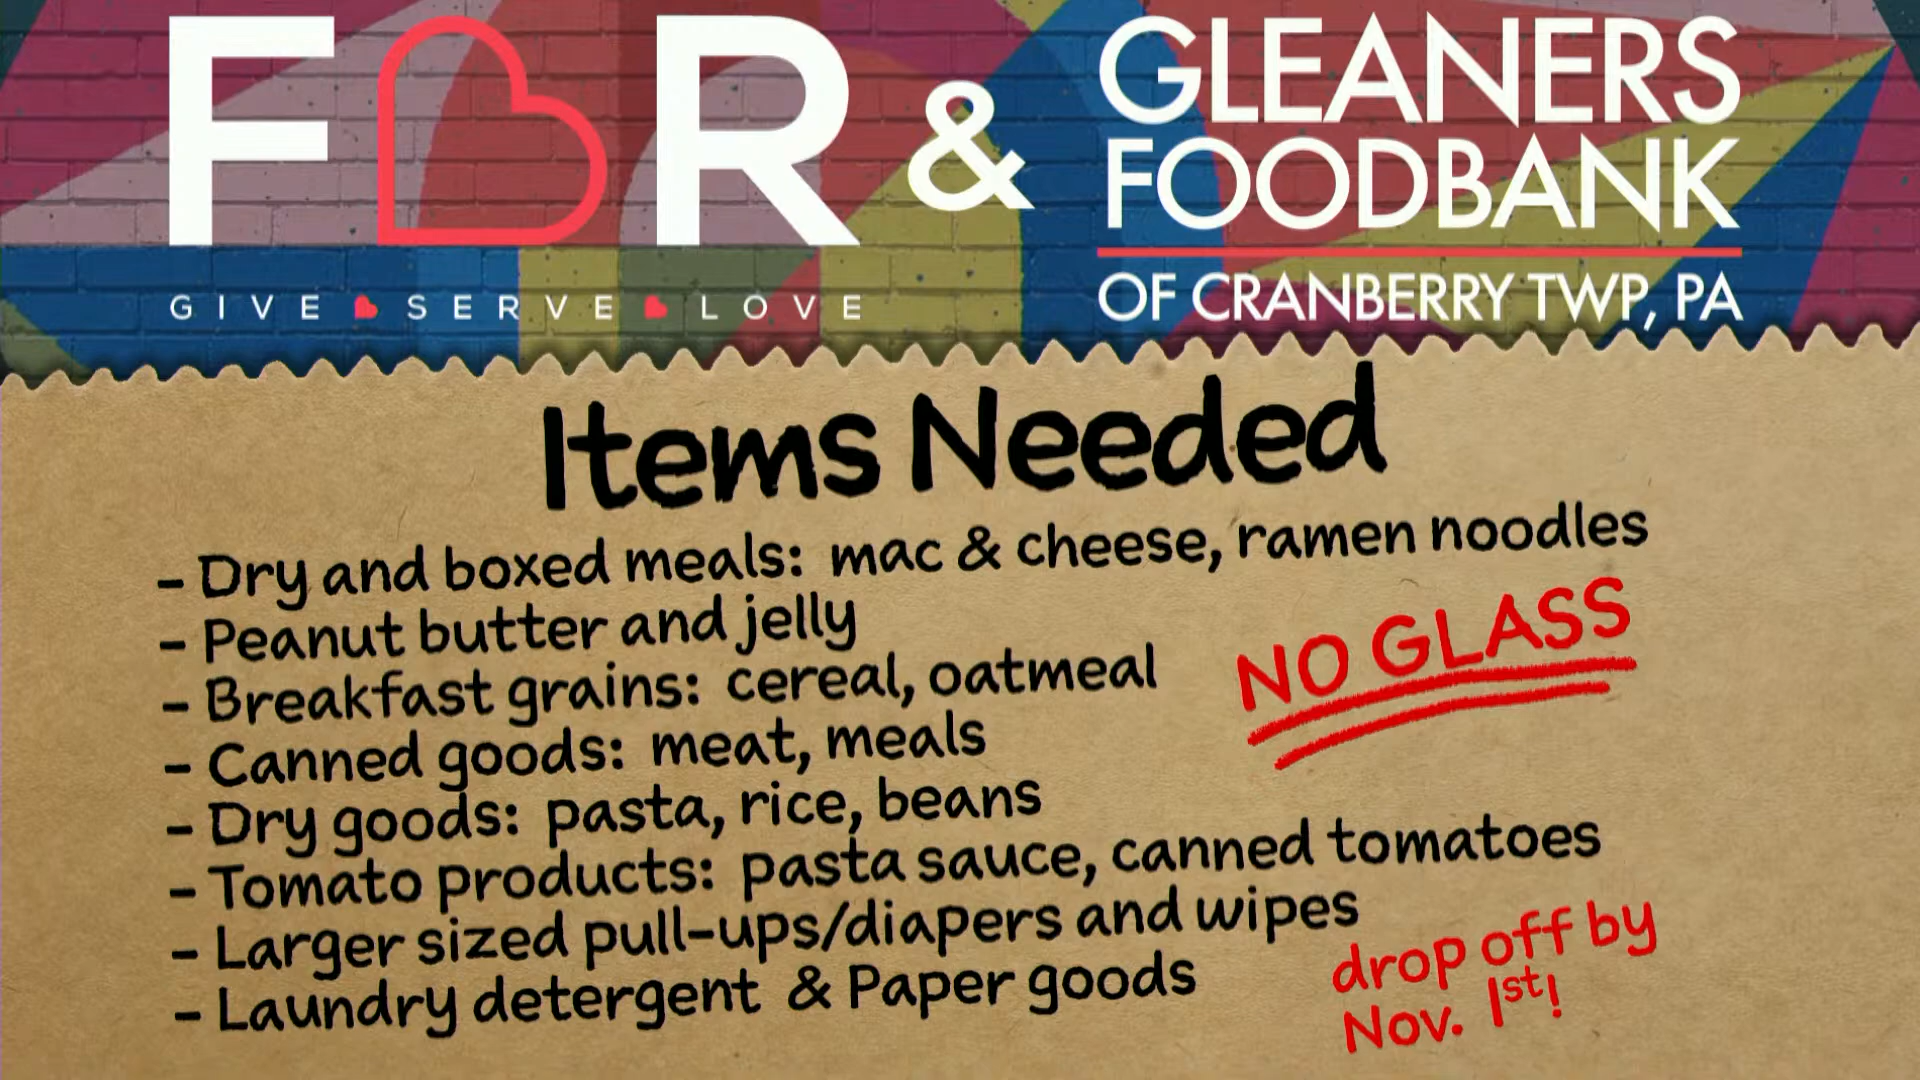 FOR & GLEANERS
FOODBANK
GIVE SERVE LOVE
OF CRANBERRY TWP, PA
Items Needed
- Dry and boxed meals: mac & cheese, ramen noodles
- Peanut butter and jelly
- Breakfast grains: cereal, oatmeal
NO GLASS
- Canned goods: meat, meals
- Dry goods: pasta, rice, beans
- Tomato products: pasta sauce, canned tomatoes
- Larger sized pull-ups/diapers and wipes
- Laundry detergent & Paper goods
drop off by
Nov. 1st!